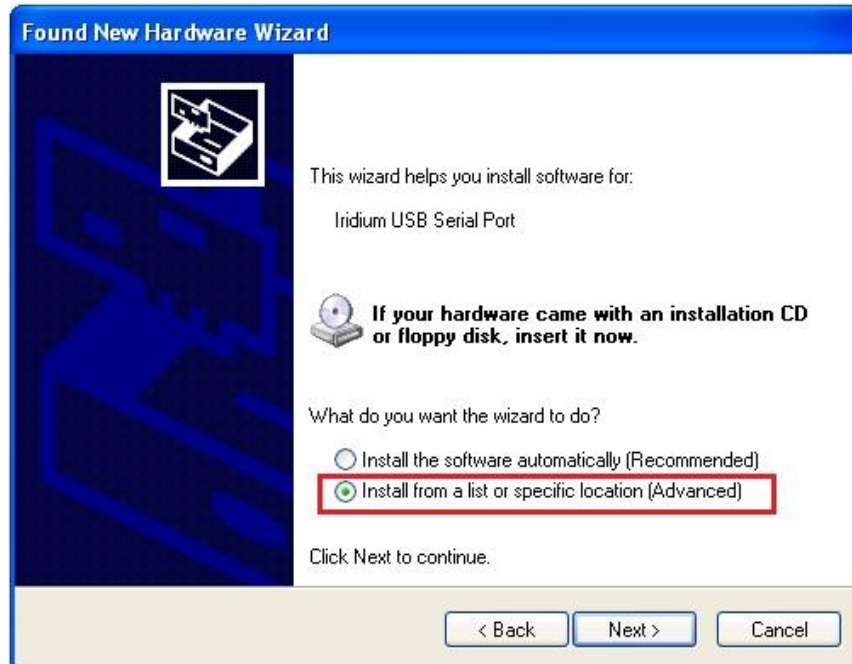 Found New Hardware Wizard
This wizard helps you install software for:
Iridium USB Serial Port
If your hardware came with an installation CD
or floppy disk, insert it now.
What do you want the wizard to do?
Install the software automatically (Recommended)
Install from a list or specific location (Advanced)
Click Next to continue.
< Back Next > Cancel